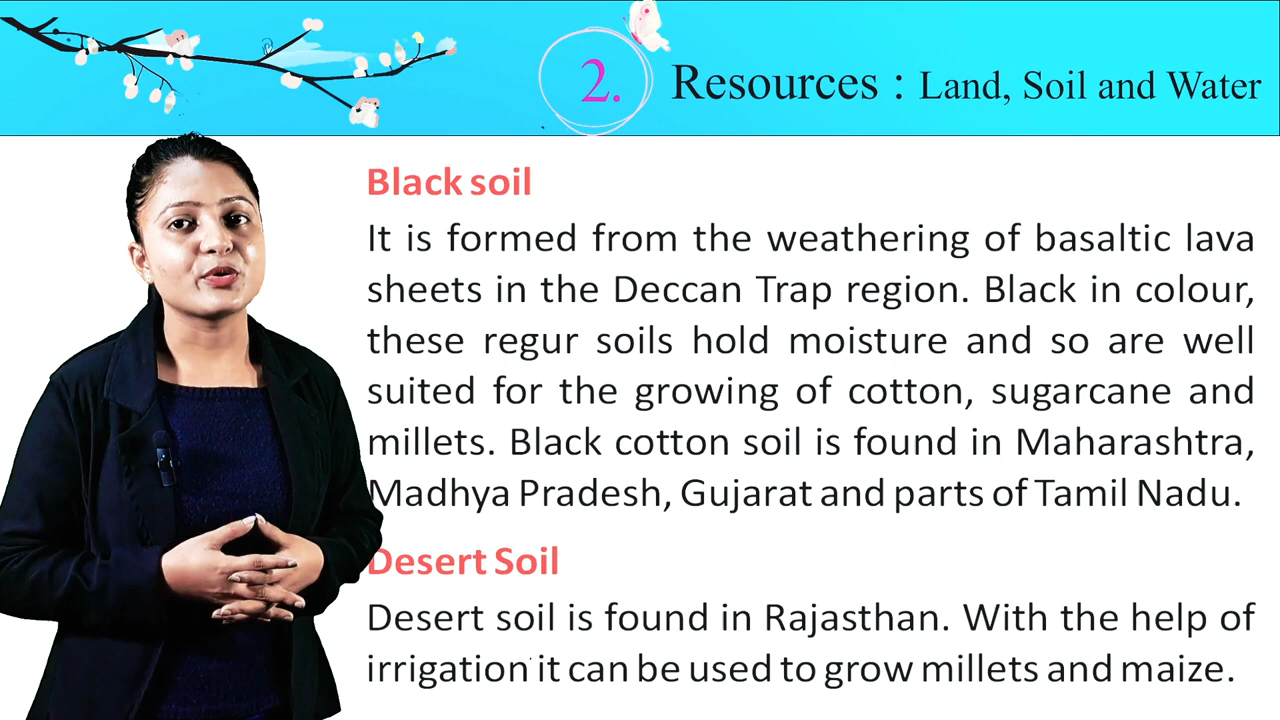 2. Resources : Land, Soil and Water
Black soil
It is formed from the weathering of basaltic lava
sheets in the Deccan Trap region. Black in colour,
these regur soils hold moisture and so are well
suited for the growing of cotton, sugarcane and
millets. Black cotton soil is found in Maharashtra,
Madhya Pradesh, Gujarat and parts of Tamil Nadu.
Desert Soil
Desert soil is found in Rajasthan. With the help of
irrigation it can be used to grow millets and maize.